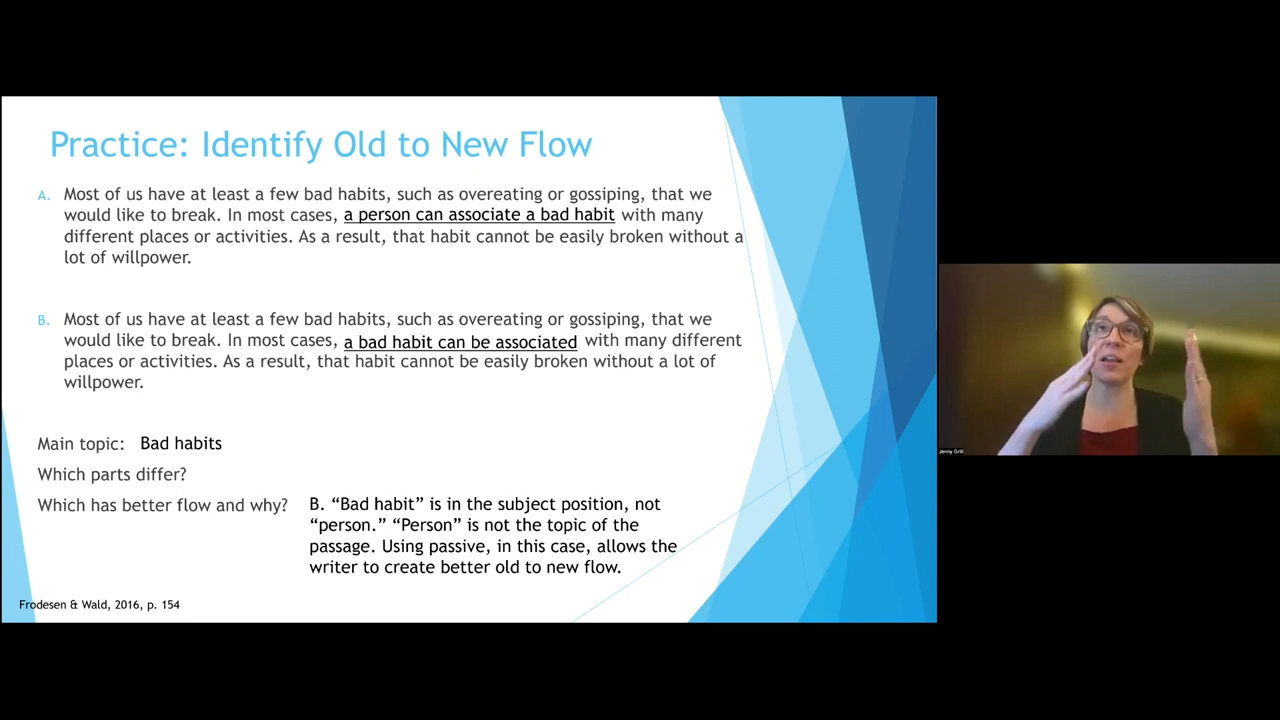 Practice: Identify Old to New Flow
A. Most of us have at least a few bad habits, such as overeating or gossiping, that we
would like to break. In most cases, a person can associate a bad habit with many
different places or activities. As a result, that habit cannot be easily broken without a
lot of willpower.
B. Most of us have at least a few bad habits, such as overeating or gossiping, that we
would like to break. In most cases, a bad habit can be associated with many different
places or activities. As a result, that habit cannot be easily broken without a lot of
willpower.
Main topic: Bad habits
Which parts differ?
Which has better flow and why? B. “Bad habit” is in the subject position, not
“person.” “Person” is not the topic of the
passage. Using passive, in this case, allows the
writer to create better old to new flow.
Frodesen & Wald, 2016, p. 154
Jenny Grill